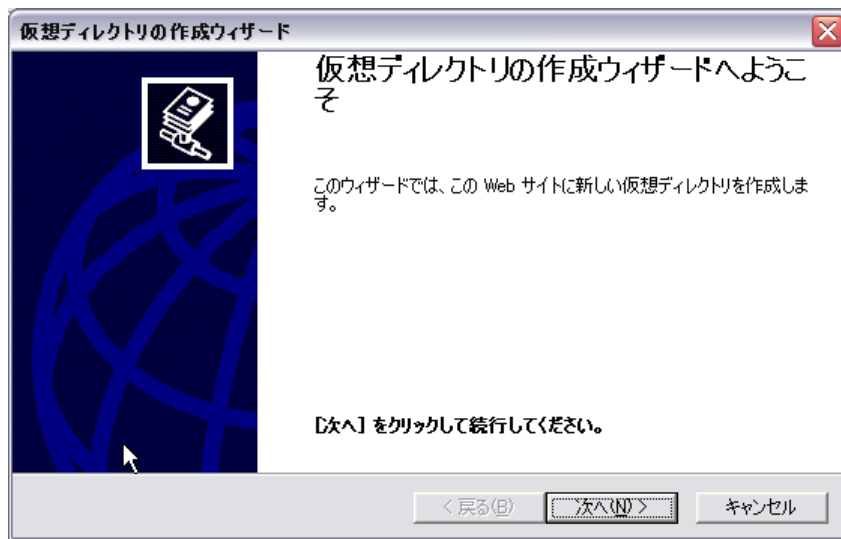 仮想ディレクトリの作成ウィザード
仮想ディレクトリの作成ウィザードへようこ
そ
このウィザードでは、この Web サイトに新しい仮想ディレクトリを作成しま
す。
[次へ] をクリックして続行してください。
< 戻る(B) 次へ(N) > キャンセル